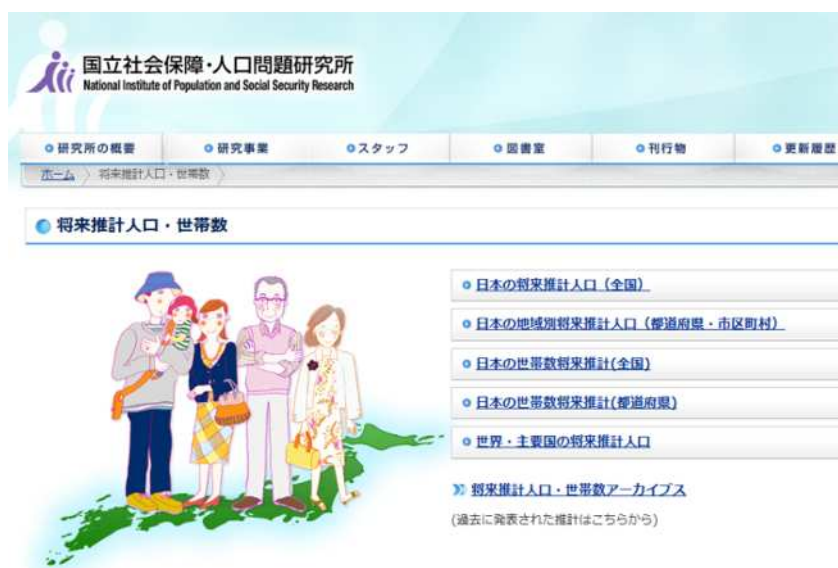 国立社会保障・人口問題研究所
National Institute of Population and Social Security Research
研究所の概要
研究事業
スタッフ
図書室
刊行物
更新履歴
ホーム 〉 将来推計人口・世帯数 〉
将来推計人口・世帯数
日本の将来推計人口（全国）
日本の地域別将来推計人口（都道府県・市区町村）
日本の世帯数将来推計(全国)
日本の世帯数将来推計(都道府県)
世界・主要国の将来推計人口
将来推計人口・世帯数アーカイブス
(過去に発表された推計はこちらから)